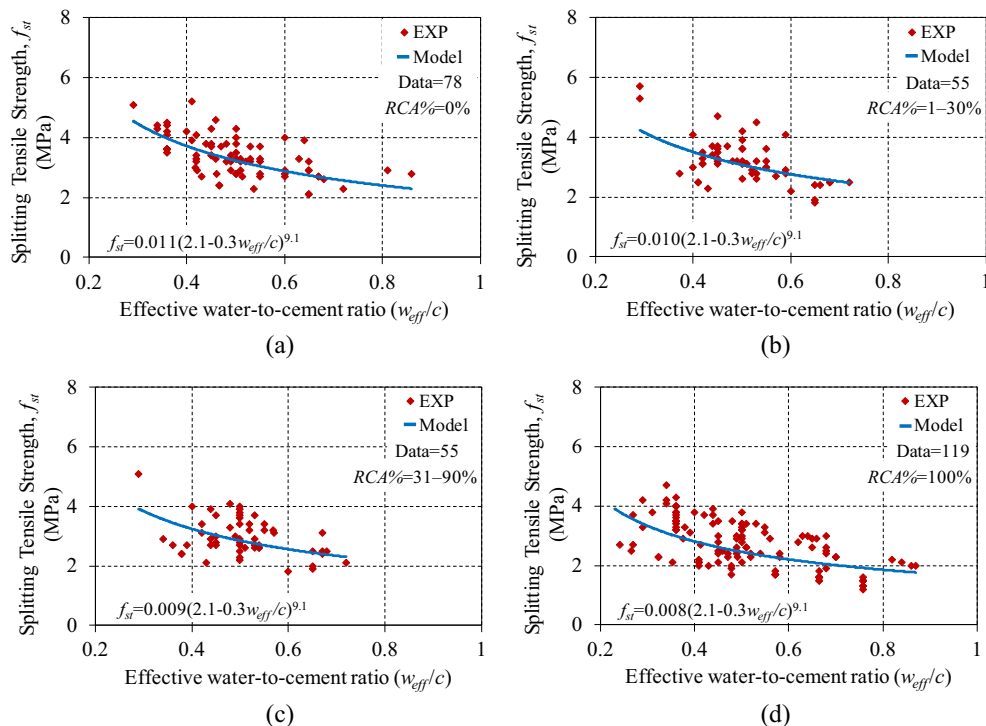 Splitting Tensile Strength, fst
(MPa)
8
6
4
2
0
EXP
Model
Data=78
RCA%=0%
fst=0.011(2.1-0.3weff/c)9.1
0.2 0.4 0.6 0.8 1
Effective water-to-cement ratio (weff/c)
(a)
Splitting Tensile Strength, fst
(MPa)
8
6
4
2
0
EXP
Model
Data=55
RCA%=1–30%
fst=0.010(2.1-0.3weff/c)9.1
0.2 0.4 0.6 0.8 1
Effective water-to-cement ratio (weff/c)
(b)
Splitting Tensile Strength, fst
(MPa)
8
6
4
2
0
EXP
Model
Data=55
RCA%=31–90%
fst=0.009(2.1-0.3weff/c)9.1
0.2 0.4 0.6 0.8 1
Effective water-to-cement ratio (weff/c)
(c)
Splitting Tensile Strength, fst
(MPa)
8
6
4
2
0
EXP
Model
Data=119
RCA%=100%
fst=0.008(2.1-0.3weff/c)9.1
0.2 0.4 0.6 0.8 1
Effective water-to-cement ratio (weff/c)
(d)